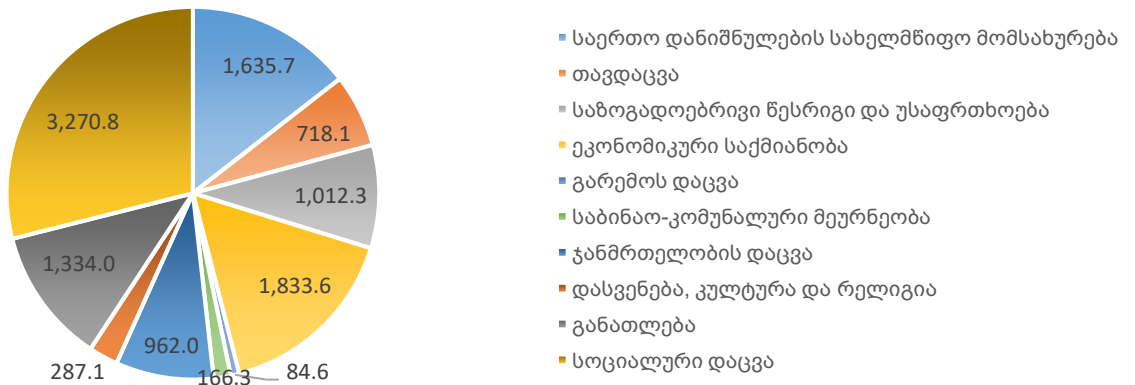 1,635.7
718.1
1,012.3
1,833.6
84.6
166.3
962.0
287.1
1,334.0
3,270.8
საერთო დანიშნულების სახელმწიფო მომსახურება
თავდაცვა
საზოგადოებრივი წესრიგი და უსაფრთხოება
ეკონომიკური საქმიანობა
გარემოს დაცვა
საბინაო-კომუნალური მეურნეობა
ჯანმრთელობის დაცვა
დასვენება, კულტურა და რელიგია
განათლება
სოციალური დაცვა